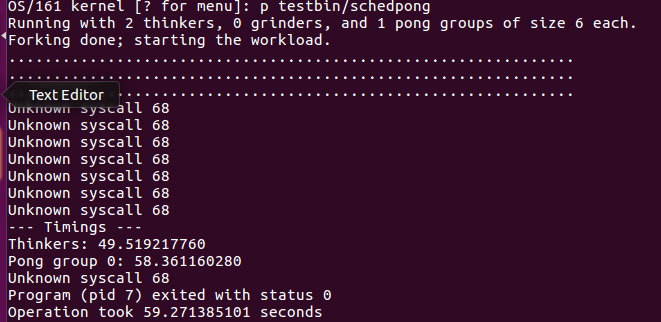 OS/161 kernel [? for menu]: p testbin/schedpong
Running with 2 thinkers, 0 grinders, and 1 pong groups of size 6 each.
Forking done; starting the workload.
...............................................................
...............................................................
Text Editor
..................................................
Unknown syscall 68
Unknown syscall 68
Unknown syscall 68
Unknown syscall 68
Unknown syscall 68
Unknown syscall 68
Unknown syscall 68
--- Timings ---
Thinkers: 49.519217760
Pong group 0: 58.361160280
Unknown syscall 68
Program (pid 7) exited with status 0
Operation took 59.271385101 seconds